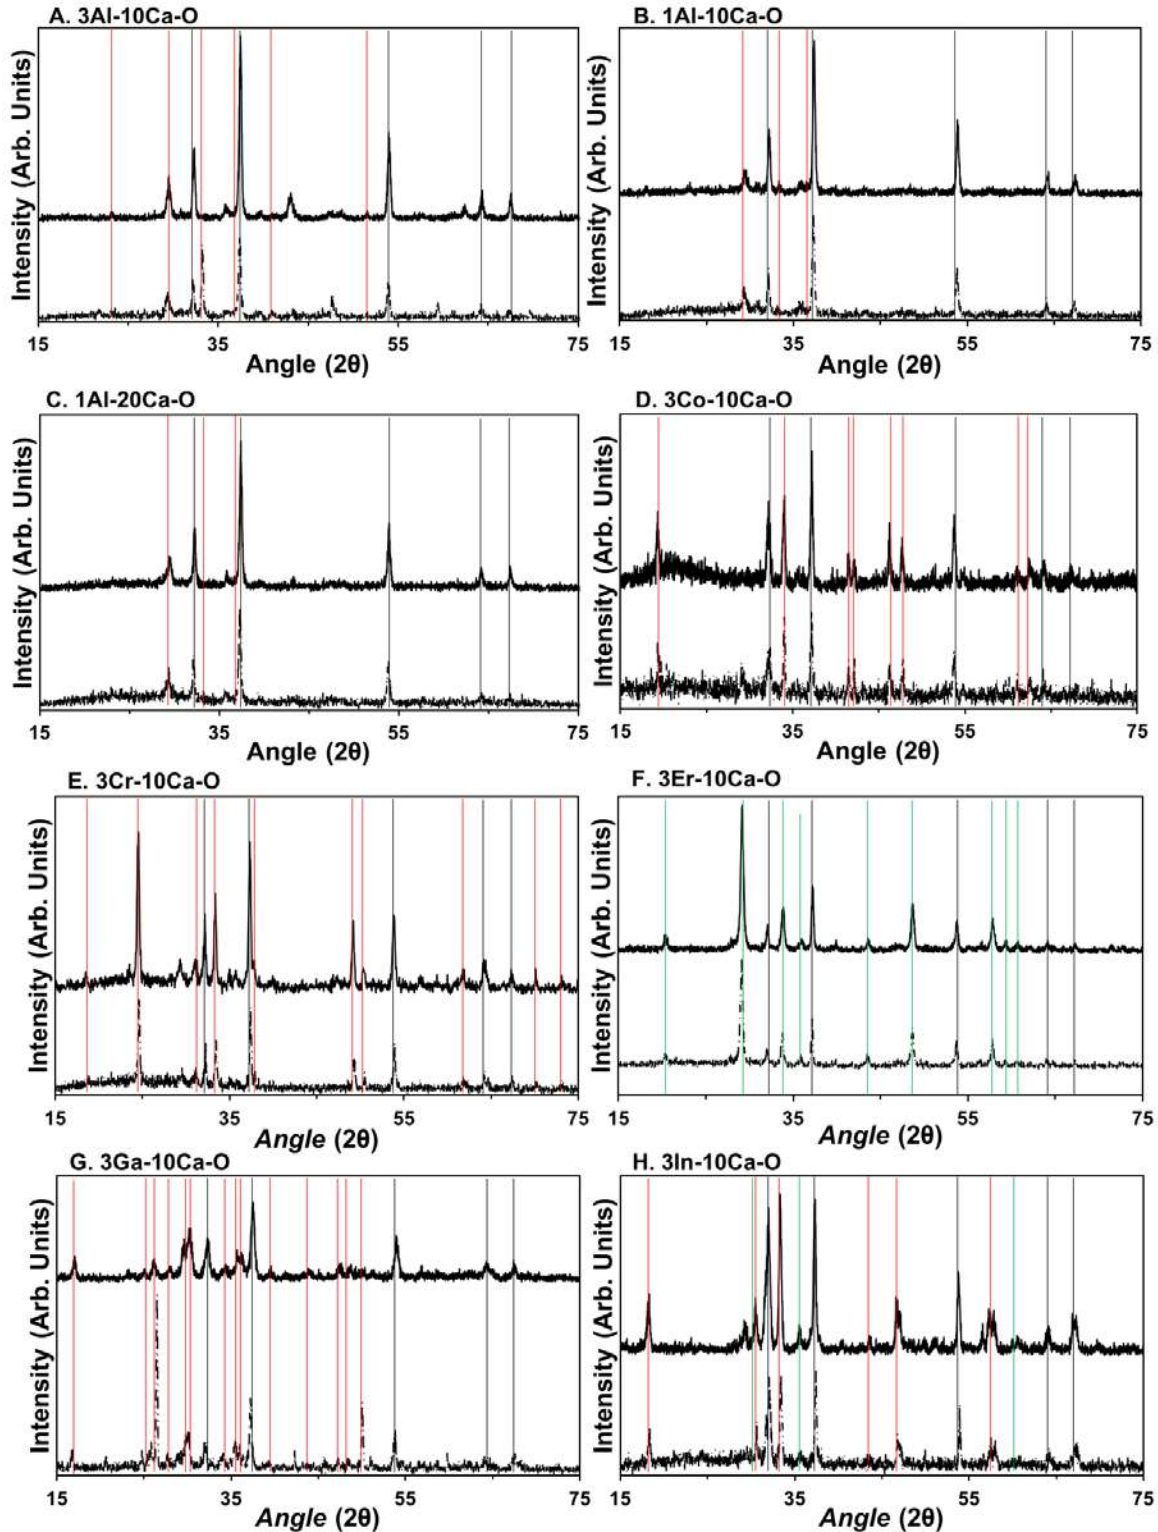 A. 3Al-10Ca-O
Intensity (Arb. Units)
15 35 55 75
Angle (2θ)
B. 1Al-10Ca-O
Intensity (Arb. Units)
15 35 55 75
Angle (2θ)
C. 1Al-20Ca-O
Intensity (Arb. Units)
15 35 55 75
Angle (2θ)
D. 3Co-10Ca-O
Intensity (Arb. Units)
15 35 55 75
Angle (2θ)
E. 3Cr-10Ca-O
Intensity (Arb. Units)
15 35 55 75
Angle (2θ)
F. 3Er-10Ca-O
Intensity (Arb. Units)
15 35 55 75
Angle (2θ)
G. 3Ga-10Ca-O
Intensity (Arb. Units)
15 35 55 75
Angle (2θ)
H. 3In-10Ca-O
Intensity (Arb. Units)
15 35 55 75
Angle (2θ)